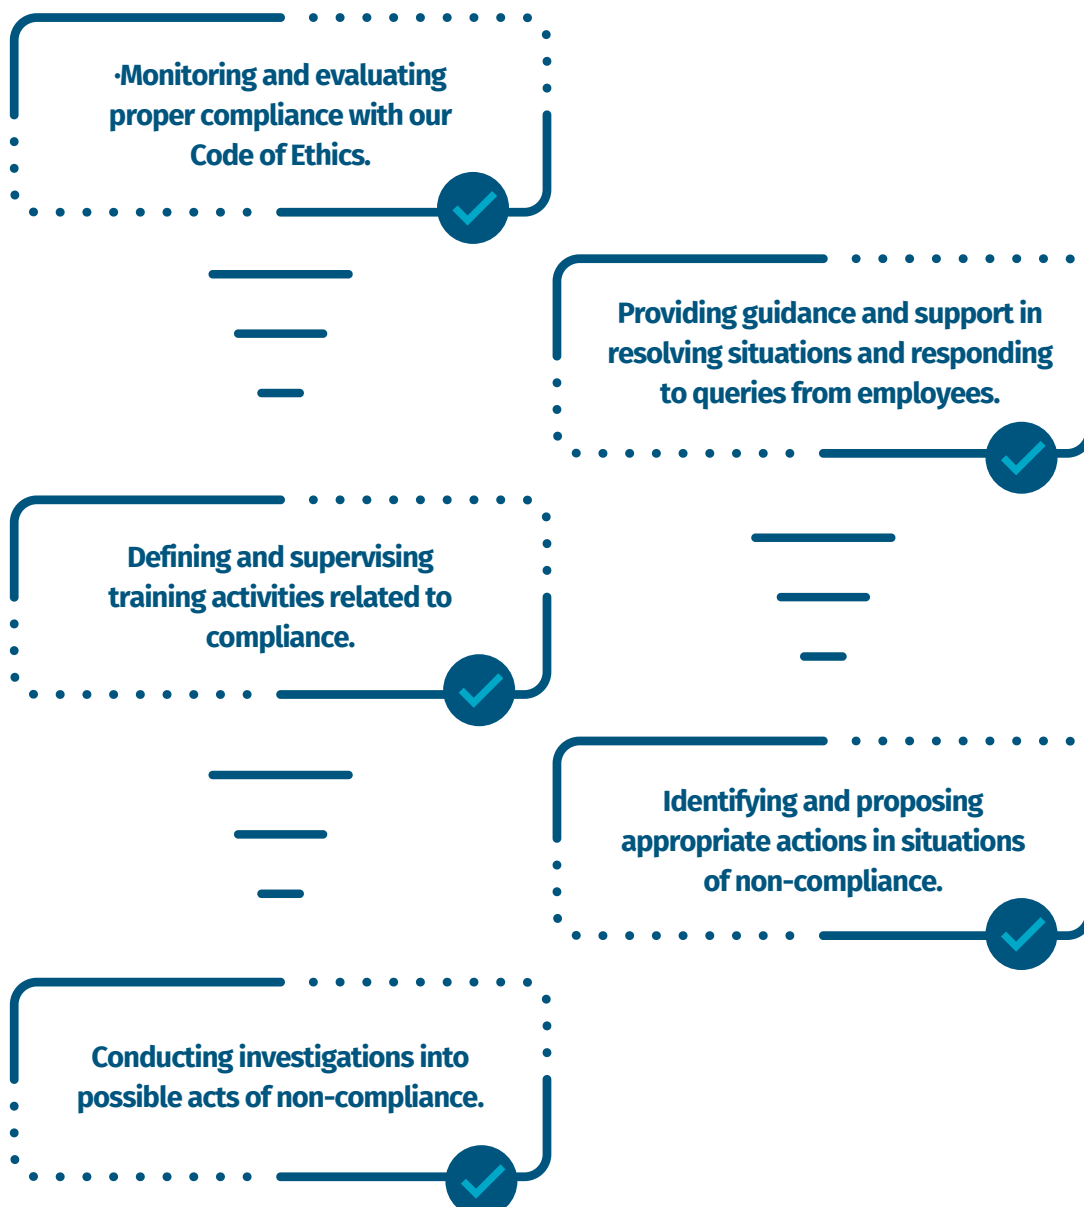 ·Monitoring and evaluating
proper compliance with our
Code of Ethics.
Providing guidance and support in
resolving situations and responding
to queries from employees.
Defining and supervising
training activities related to
compliance.
Identifying and proposing
appropriate actions in situations
of non-compliance.
Conducting investigations into
possible acts of non-compliance.